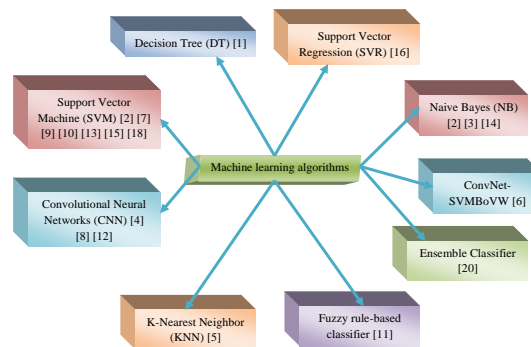 Decision Tree (DT) [1]
Support Vector
Regression (SVR) [16]
Support Vector
Machine (SVM) [2] [7]
[9] [10] [13] [15] [18]
Naive Bayes (NB)
[2] [3] [14]
Machine learning algorithms
Convolutional Neural
Networks (CNN) [4]
[8] [12]
ConvNet-
SVMBoVW [6]
Ensemble Classifier
[20]
K-Nearest Neighbor
(KNN) [5]
Fuzzy rule-based
classifier [11]